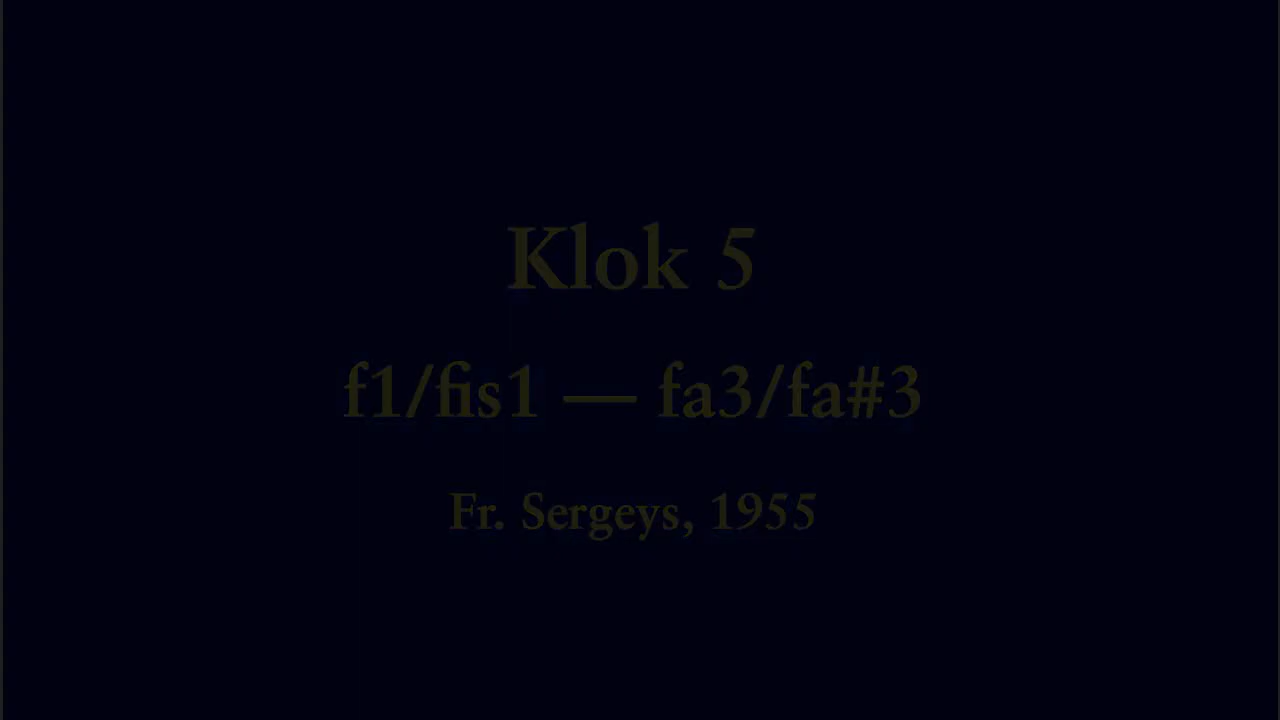 Klok 5
f1/fis1 — fa3/fa#3
Fr. Sergeys, 1955